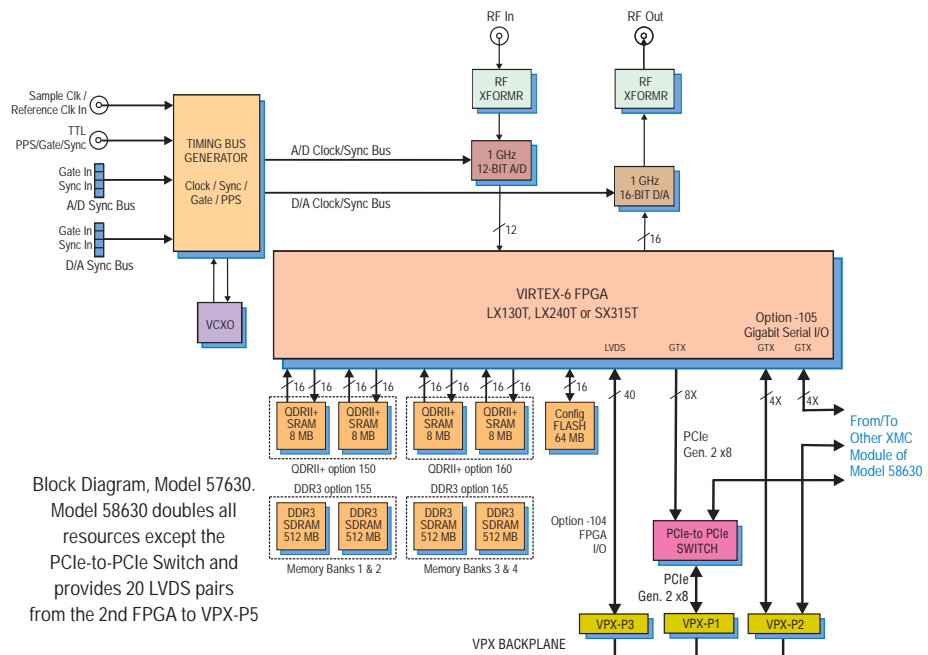 RF In
RF Out
Sample Clk /
Reference Clk In
TTL
PPS/Gate/Sync
Gate In
Sync In
A/D Sync Bus
Gate In
Sync In
D/A Sync Bus
TIMING BUS
GENERATOR
Clock / Sync /
Gate / PPS
VCXO
A/D Clock/Sync Bus
D/A Clock/Sync Bus
RF
XFORMR
RF
XFORMR
1 GHz
12-BIT A/D
1 GHz
16-BIT D/A
12
16
VIRTEX-6 FPGA
LX130T, LX240T or SX315T
Option -105
Gigabit Serial I/O
LVDS
GTX
GTX
GTX
16
16
16
16
16
16
16
16
16
40
8X
4X
4X
QDRII+
SRAM
8 MB
QDRII+
SRAM
8 MB
QDRII+
SRAM
8 MB
QDRII+
SRAM
8 MB
Config
FLASH
64 MB
QDRII+ option 150
QDRII+ option 160
DDR3 option 155
DDR3 option 165
DDR3
SDRAM
512 MB
DDR3
SDRAM
512 MB
DDR3
SDRAM
512 MB
DDR3
SDRAM
512 MB
Memory Banks 1 & 2
Memory Banks 3 & 4
PCIe
Gen. 2 x8
From/To
Other XMC
Module of
Model 58630
Option -104
FPGA
I/O
PCIe-to PCIe
SWITCH
PCIe
Gen. 2 x8
VPX-P3
VPX-P1
VPX-P2
VPX BACKPLANE
Block Diagram, Model 57630.
Model 58630 doubles all
resources except the
PCIe-to-PCIe Switch and
provides 20 LVDS pairs
from the 2nd FPGA to VPX-P5